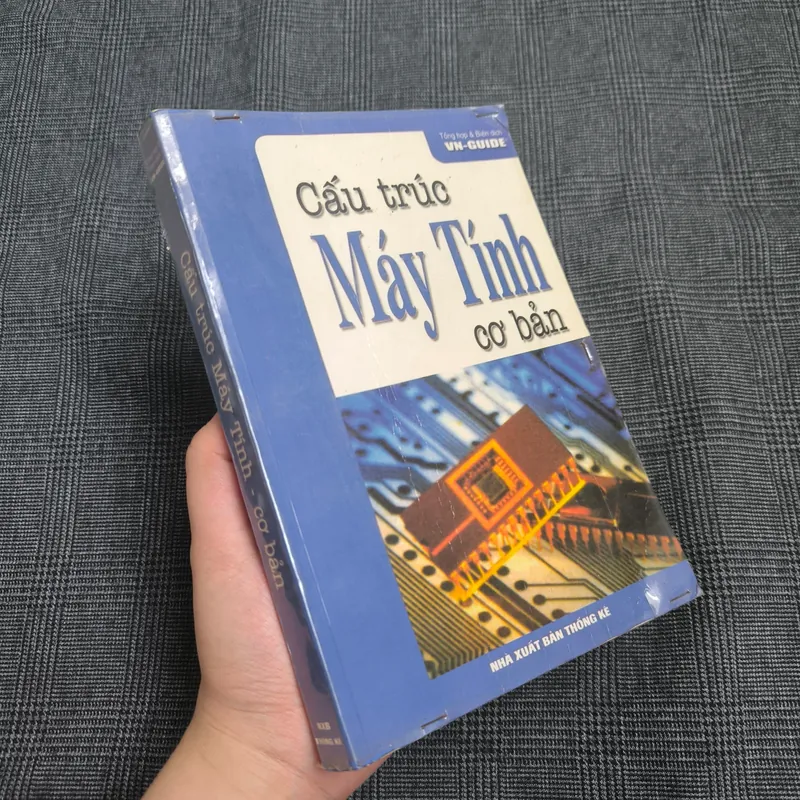 Tổng hợp & Biên dịch
VN-GUIDE
Cấu trúc
Máy Tính
cơ bản
NHÀ XUẤT BẢN THỐNG KÊ
Cấu trúc Máy Tính - cơ bản
NXB
THỐNG KÊ